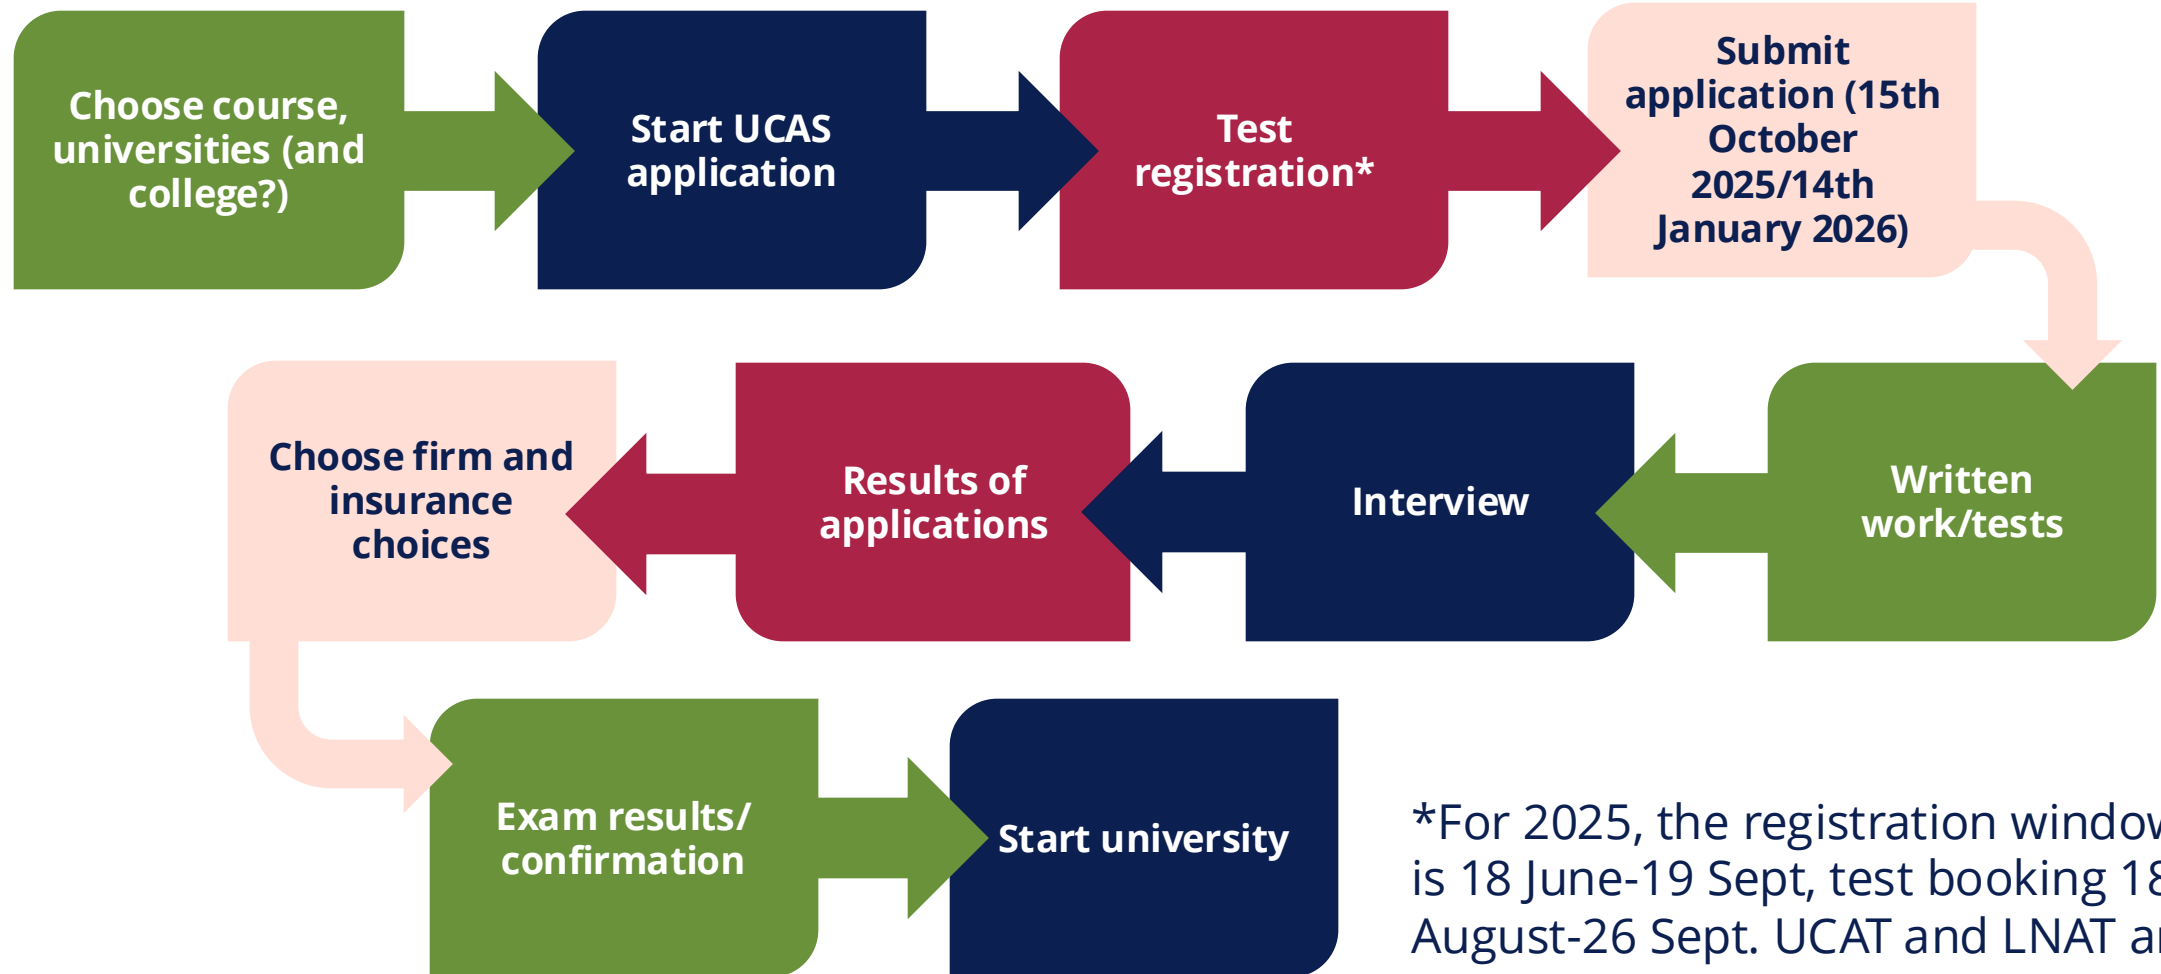 Choose course,
universities (and
college?)
Start UCAS
application
Test
registration*
Submit
application (15th
October
2025/14th
January 2026)
Written
work/tests
Interview
Results of
applications
Choose firm and
insurance
choices
Exam results/
confirmation
Start university
*For 2025, the registration
is 18 June-19 Sept, test booking
August-26 Sept. UCAT and LNAT